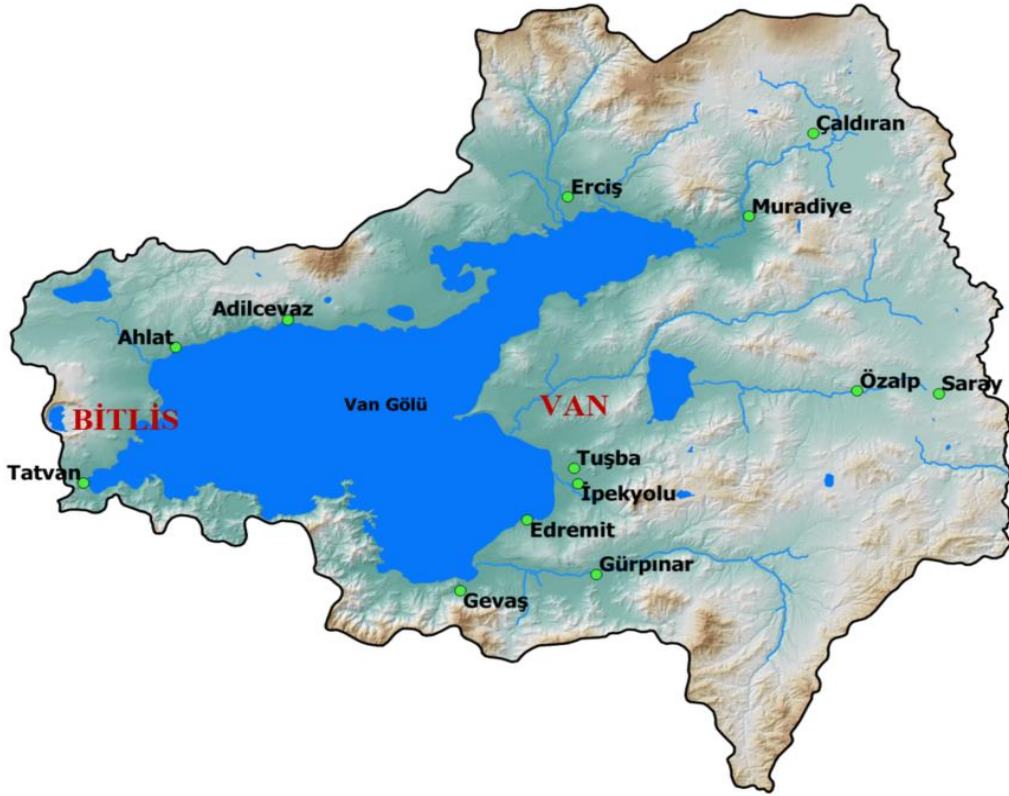 Çaldıran
Erciş
Muradiye
Adilcevaz
Ahlat
Özalp
Saray
Van Gölü
VAN
BİTLİS
Tatvan
Tuşba
İpekyolu
Edremit
Gürpınar
Gevaş